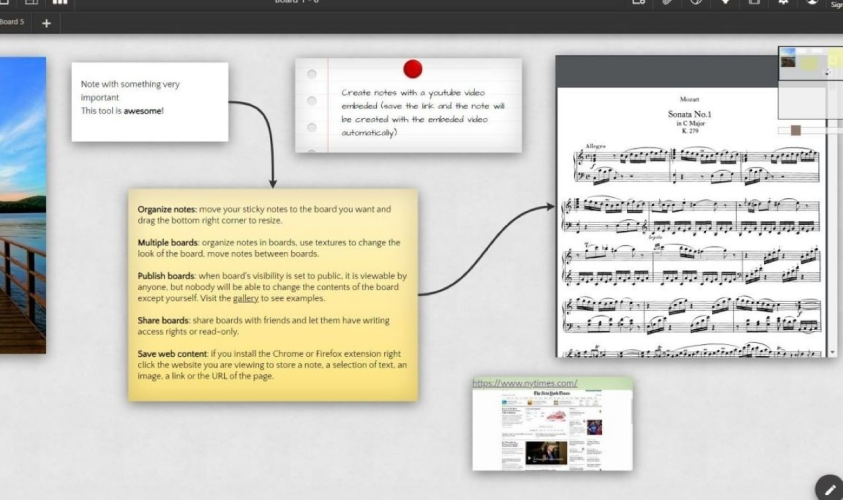 Board 5
Note with something very
important
This tool is awesome!
Create notes with a youtube video
embeded (save the link and the note will
be created with the embeded video
automatically)
Organize notes: move your sticky notes to the board you want and
drag the bottom right corner to resize.
Multiple boards: organize notes in boards, use textures to change the
look of the board, move notes between boards.
Publish boards: when board's visibility is set to public, it is viewable by
anyone, but nobody will be able to change the contents of the board
except yourself. Visit the gallery to see examples.
Share boards: share boards with friends and let them have writing
access rights or read-only.
Save web content: if you install the Chrome or Firefox extension right
click the website you are viewing to store a note, a selection of text, an
image, a link or the URL of the page.
Mozart
Sonata No.1
in C Major
K. 279
Allegro
https://www.nytimes.com/
The New York Times